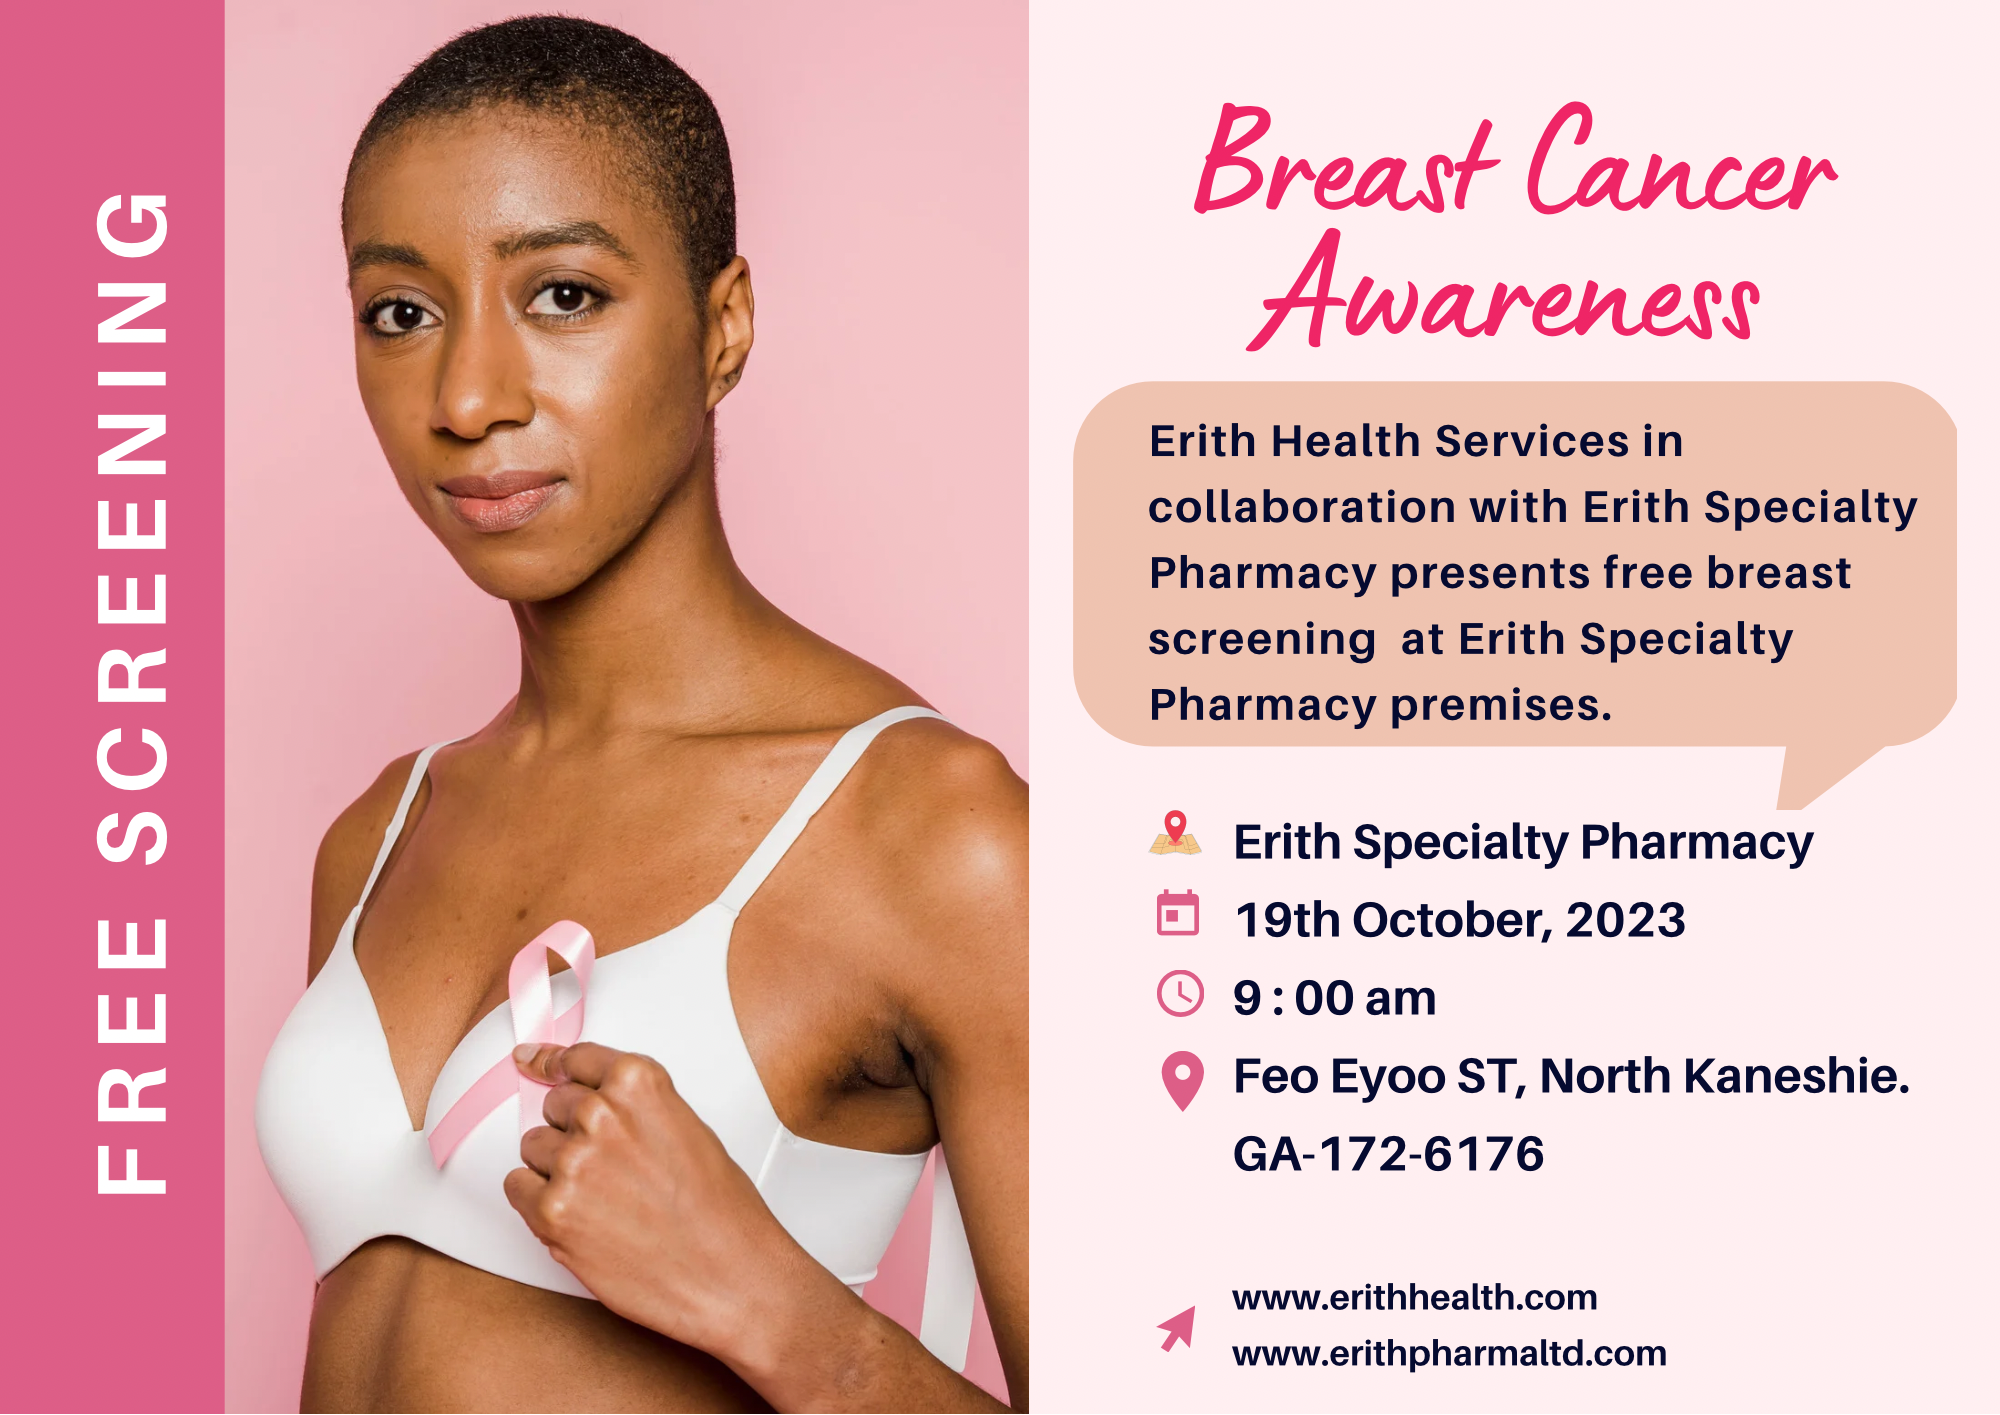 FREE SCREENING
Breast Cancer
Awareness
Erith Health Services in
collaboration with Erith Specialty
Pharmacy presents free breast
screening  at Erith Specialty
Pharmacy premises.
Erith Specialty Pharmacy
19th October, 2023
9 : 00 am
Feo Eyoo ST, North Kaneshie.
GA-172-6176
www.erithhealth.com
www.erithpharmaltd.com